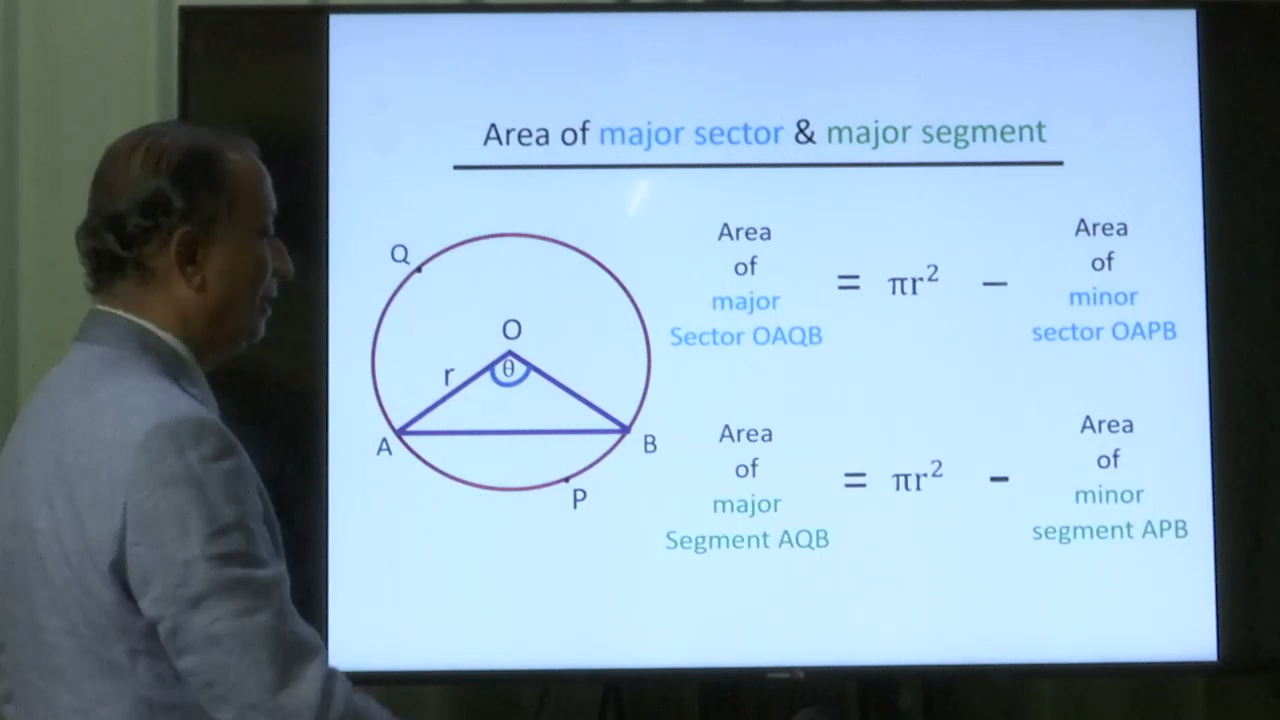 Area of major sector & major segment
Q
O
θ
r
A
B
P
Area
of
major
Sector OAQB
= πr² −
Area
of
minor
sector OAPB
Area
of
major
Segment AQB
= πr² -
Area
of
minor
segment APB